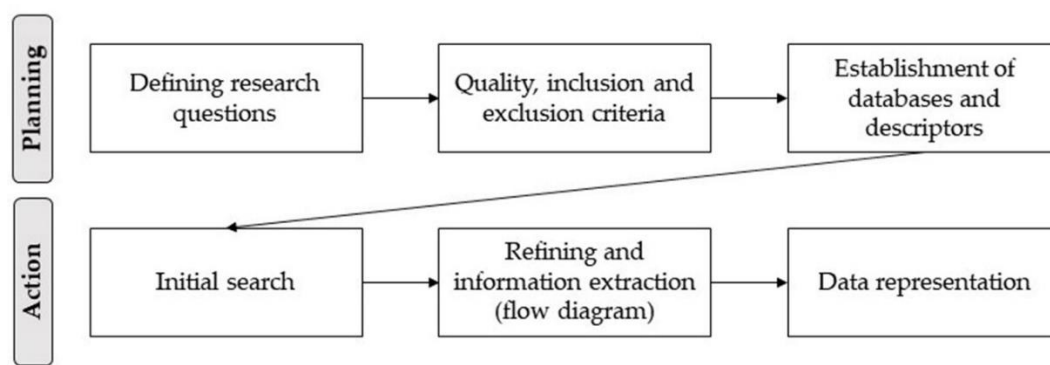 Planning
Defining research
questions
Quality, inclusion and
exclusion criteria
Establishment of
databases and
descriptors
Action
Initial search
Refining and
information extraction
(flow diagram)
Data representation